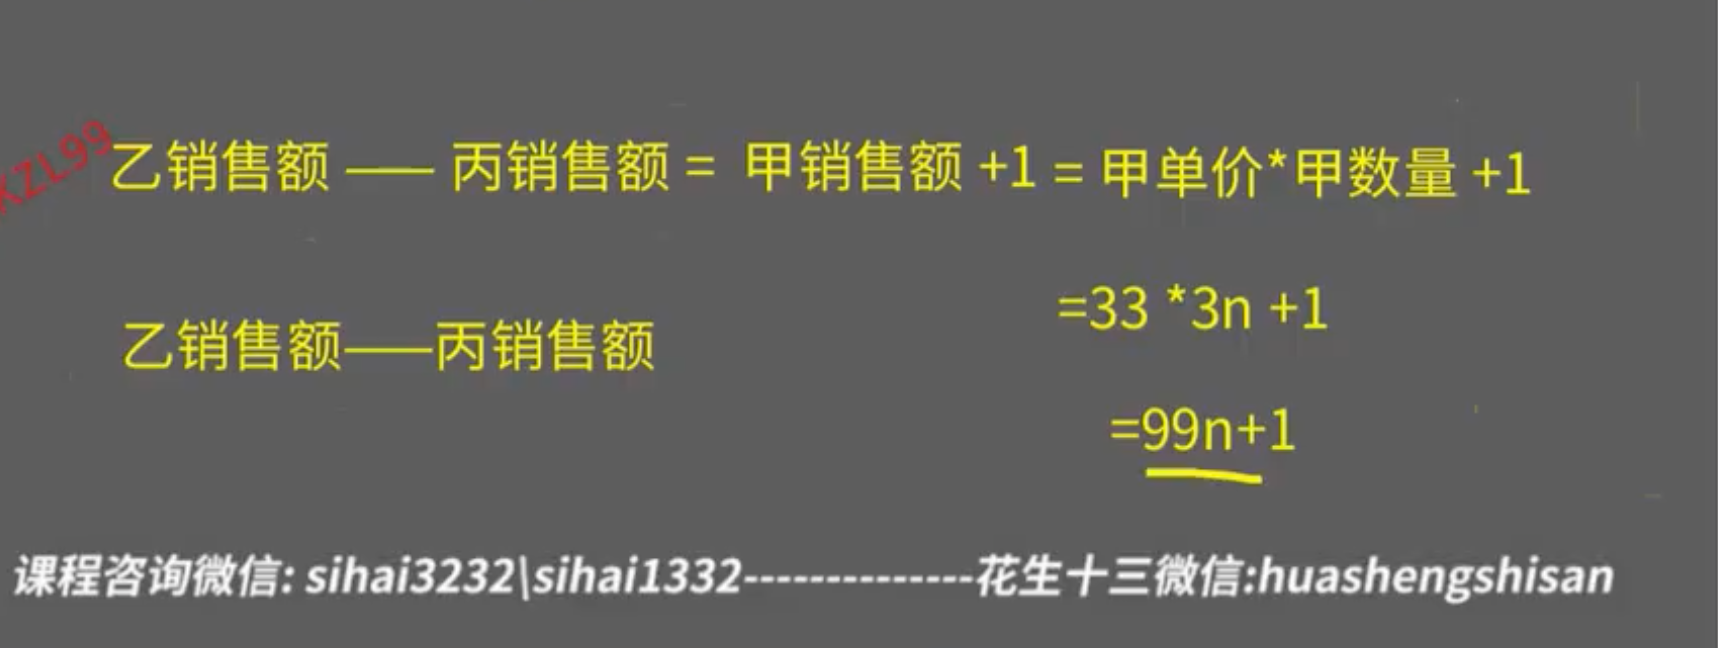 KZL99
乙销售额 —— 丙销售额 = 甲销售额 +1 = 甲单价*甲数量 +1
=33 *3n +1
乙销售额——丙销售额
=99n+1
课程咨询微信: sihai3232\sihai1332--------------花生十三微信:huashengshisan